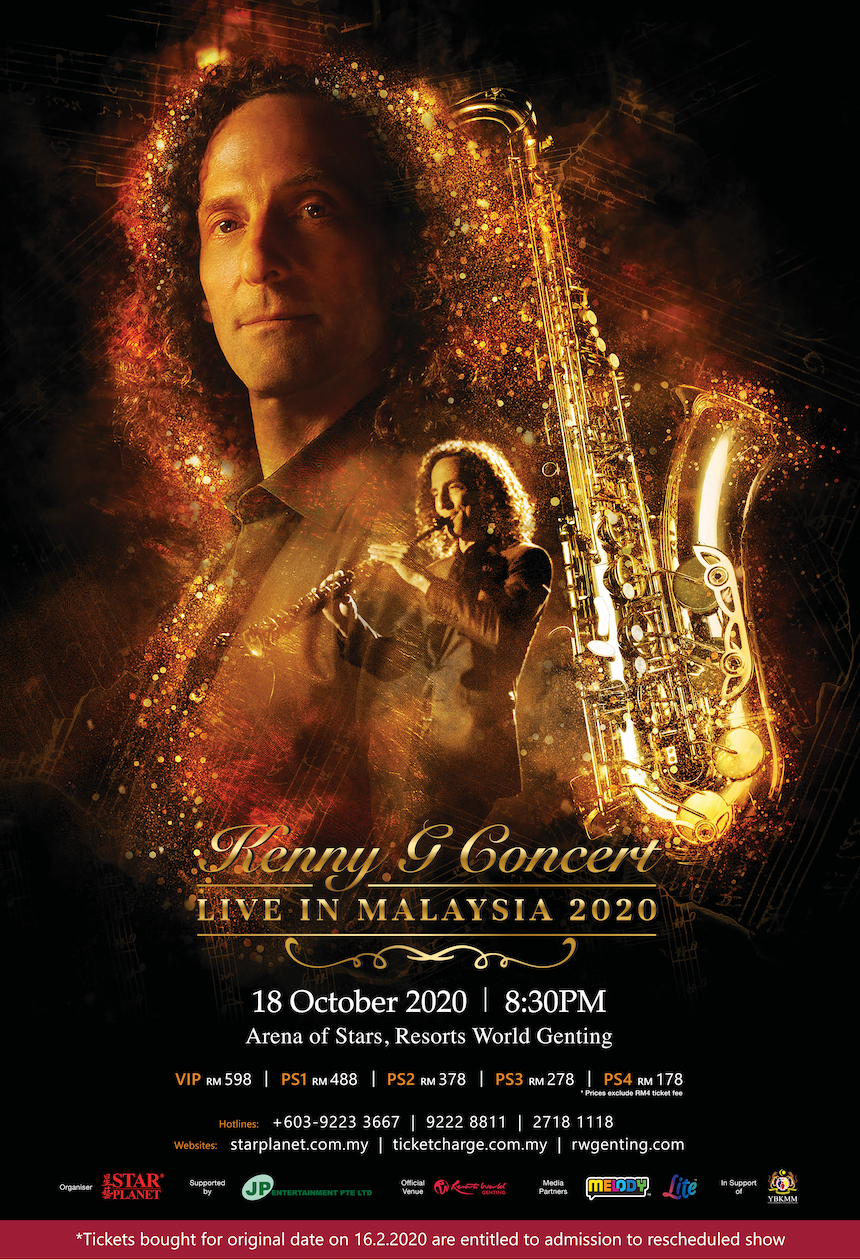 Kenny G Concert
LIVE IN MALAYSIA 2020
18 October 2020 | 8:30PM
Arena of Stars, Resorts World Genting
VIP RM 598 | PS1 RM 488 | PS2 RM 378 | PS3 RM 278 | PS4 RM 178
* Prices exclude RM4 ticket fee
Hotlines: +603-9223 3667 | 9222 8811 | 2718 1118
Websites: starplanet.com.my | ticketcharge.com.my | rwgenting.com
Organiser STAR PLANET Supported by JP ENTERTAINMENT PTE LTD Official Venue Resorts World GENTING Media Partners MELODY Lite In Support of YBKMM
*Tickets bought for original date on 16.2.2020 are entitled to admission to rescheduled show